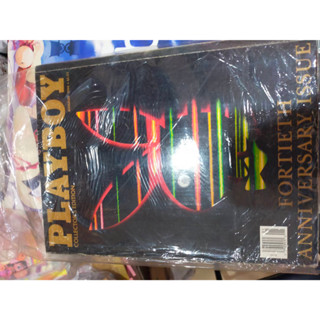 PLAYBOY
COLLECTOR'S EDITION
FORTIETH
ANNIVERSARY ISSUE